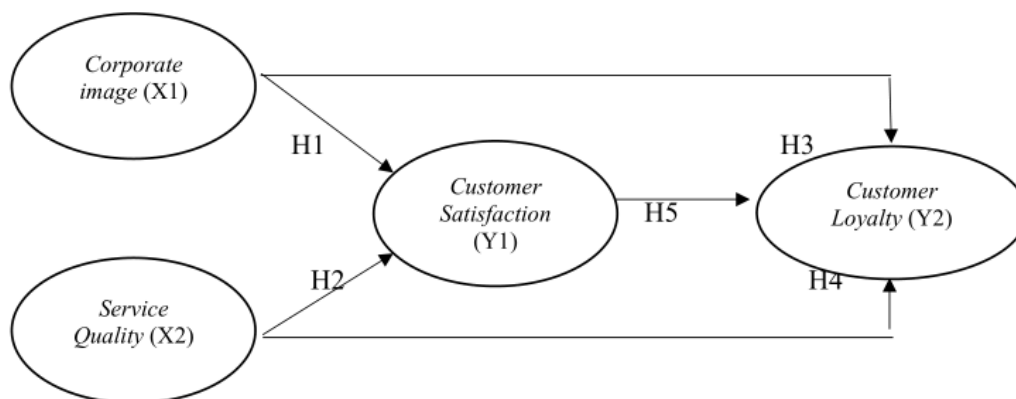 Corporate
image (X1)
H1
H3
Customer
Satisfaction
(Y1)
H5
Customer
Loyalty (Y2)
H2
H4
Service
Quality (X2)